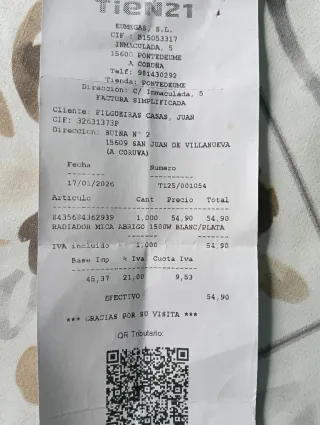 TIEN21
EUMEGAS, S.L.
CIF : B15053317
INMACULADA, 5
15600 PONTEDEUME
A CORUÑA
Telf: 981430292
Tienda: PONTEDEUME
Dirección: C/ Inmaculada, 5
FACTURA SIMPLIFICADA
Cliente: FILGUEIRAS CASAS, JUAN
CIF: 32631373P
Direccion: BUINA Nº 2
15609 SAN JUAN DE VILLANUEVA
(A CORUVA)
Fecha Numero
17/01/2026 T125/001054
Articulo Cant Precio Total
8435684362939 1,000 54,90 54,90
RADIADOR MICA ABRIGO 1500W BLANC/PLATA
IVA incluido 1,000 54,90
Base Imp % Iva Cuota Iva
45,37 21,00 9,53
EFECTIVO 54,90
*** GRACIAS POR SU VISITA ***
QR Tributario: